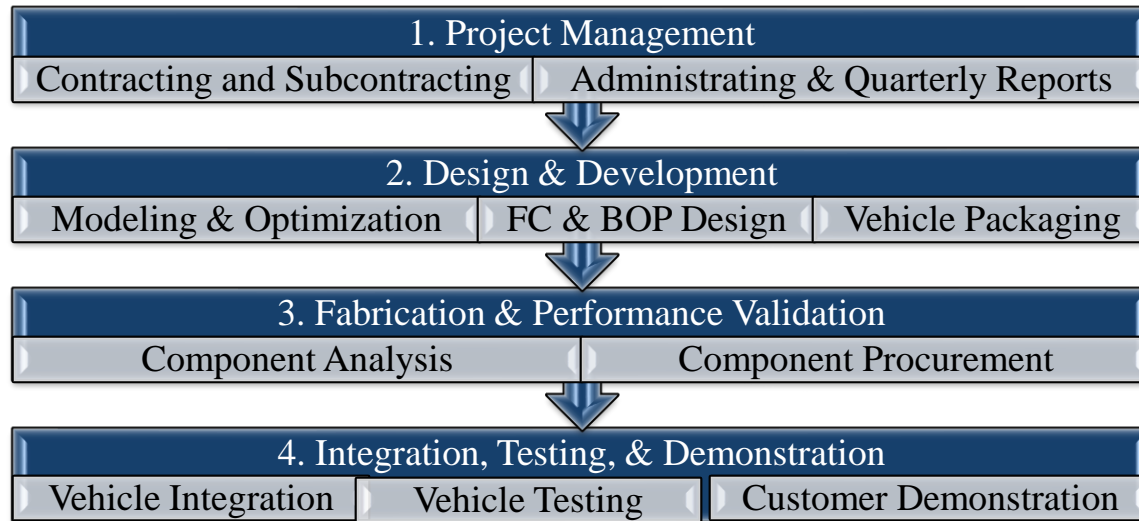 1. Project Management
Contracting and Subcontracting Administrating & Quarterly Reports
2. Design & Development
Modeling & Optimization FC & BOP Design Vehicle Packaging
3. Fabrication & Performance Validation
Component Analysis Component Procurement
4. Integration, Testing, & Demonstration
Vehicle Integration Vehicle Testing Customer Demonstration